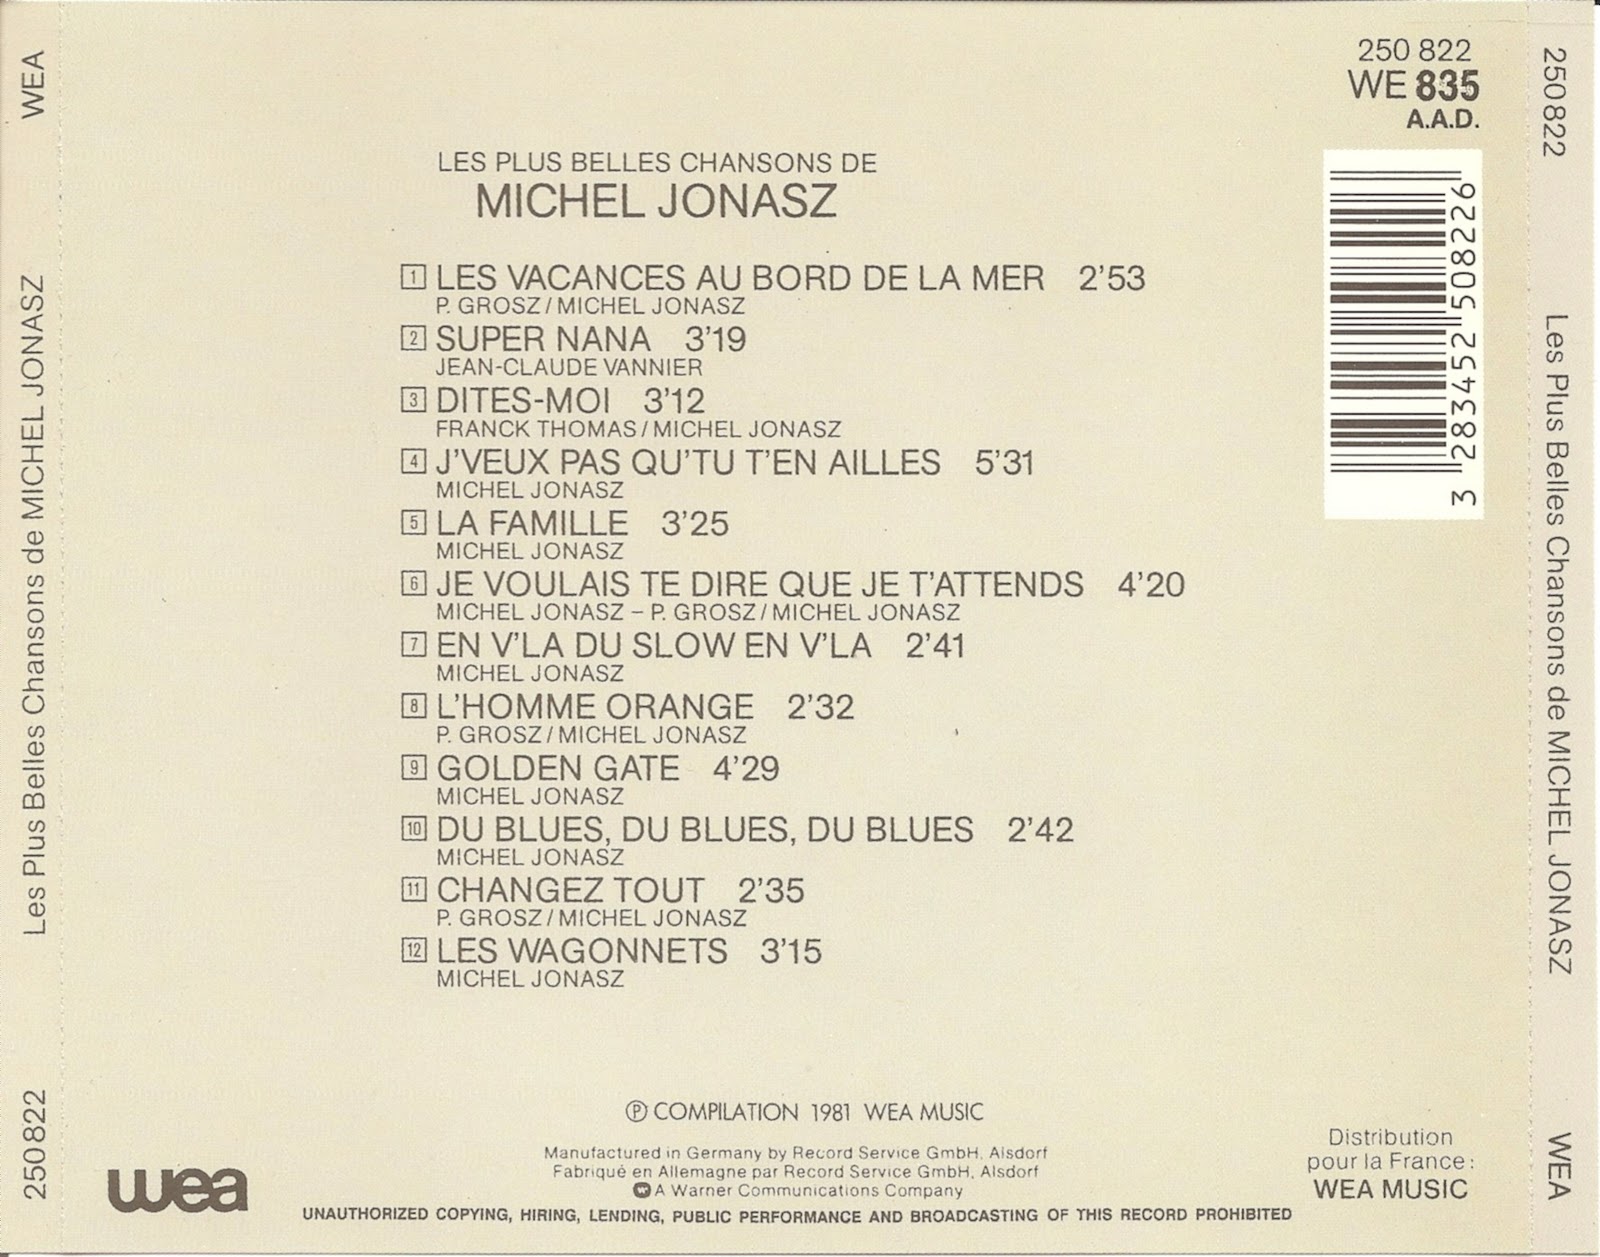 WEA
Les Plus Belles Chansons de MICHEL JONASZ
250 822
250 822
WE 835
A.A.D.
3 283452 508226
LES PLUS BELLES CHANSONS DE
MICHEL JONASZ
1 LES VACANCES AU BORD DE LA MER 2'53
P. GROSZ / MICHEL JONASZ
2 SUPER NANA 3'19
JEAN-CLAUDE VANNIER
3 DITES-MOI 3'12
FRANCK THOMAS / MICHEL JONASZ
4 J'VEUX PAS QU'TU T'EN AILLES 5'31
MICHEL JONASZ
5 LA FAMILLE 3'25
MICHEL JONASZ
6 JE VOULAIS TE DIRE QUE JE T'ATTENDS 4'20
MICHEL JONASZ – P. GROSZ / MICHEL JONASZ
7 EN V'LA DU SLOW EN V'LA 2'41
MICHEL JONASZ
8 L'HOMME ORANGE 2'32
P. GROSZ / MICHEL JONASZ
9 GOLDEN GATE 4'29
MICHEL JONASZ
10 DU BLUES, DU BLUES, DU BLUES 2'42
MICHEL JONASZ
11 CHANGEZ TOUT 2'35
P. GROSZ / MICHEL JONASZ
12 LES WAGONNETS 3'15
MICHEL JONASZ
℗ COMPILATION 1981 WEA MUSIC
Manufactured in Germany by Record Service GmbH, Alsdorf
Fabriqué en Allemagne par Record Service GmbH, Alsdorf
A Warner Communications Company
UNAUTHORIZED COPYING, HIRING, LENDING, PUBLIC PERFORMANCE AND BROADCASTING OF THIS RECORD PROHIBITED
wea
Distribution
pour la France:
WEA MUSIC
250 822
Les Plus Belles Chansons de MICHEL JONASZ
WEA